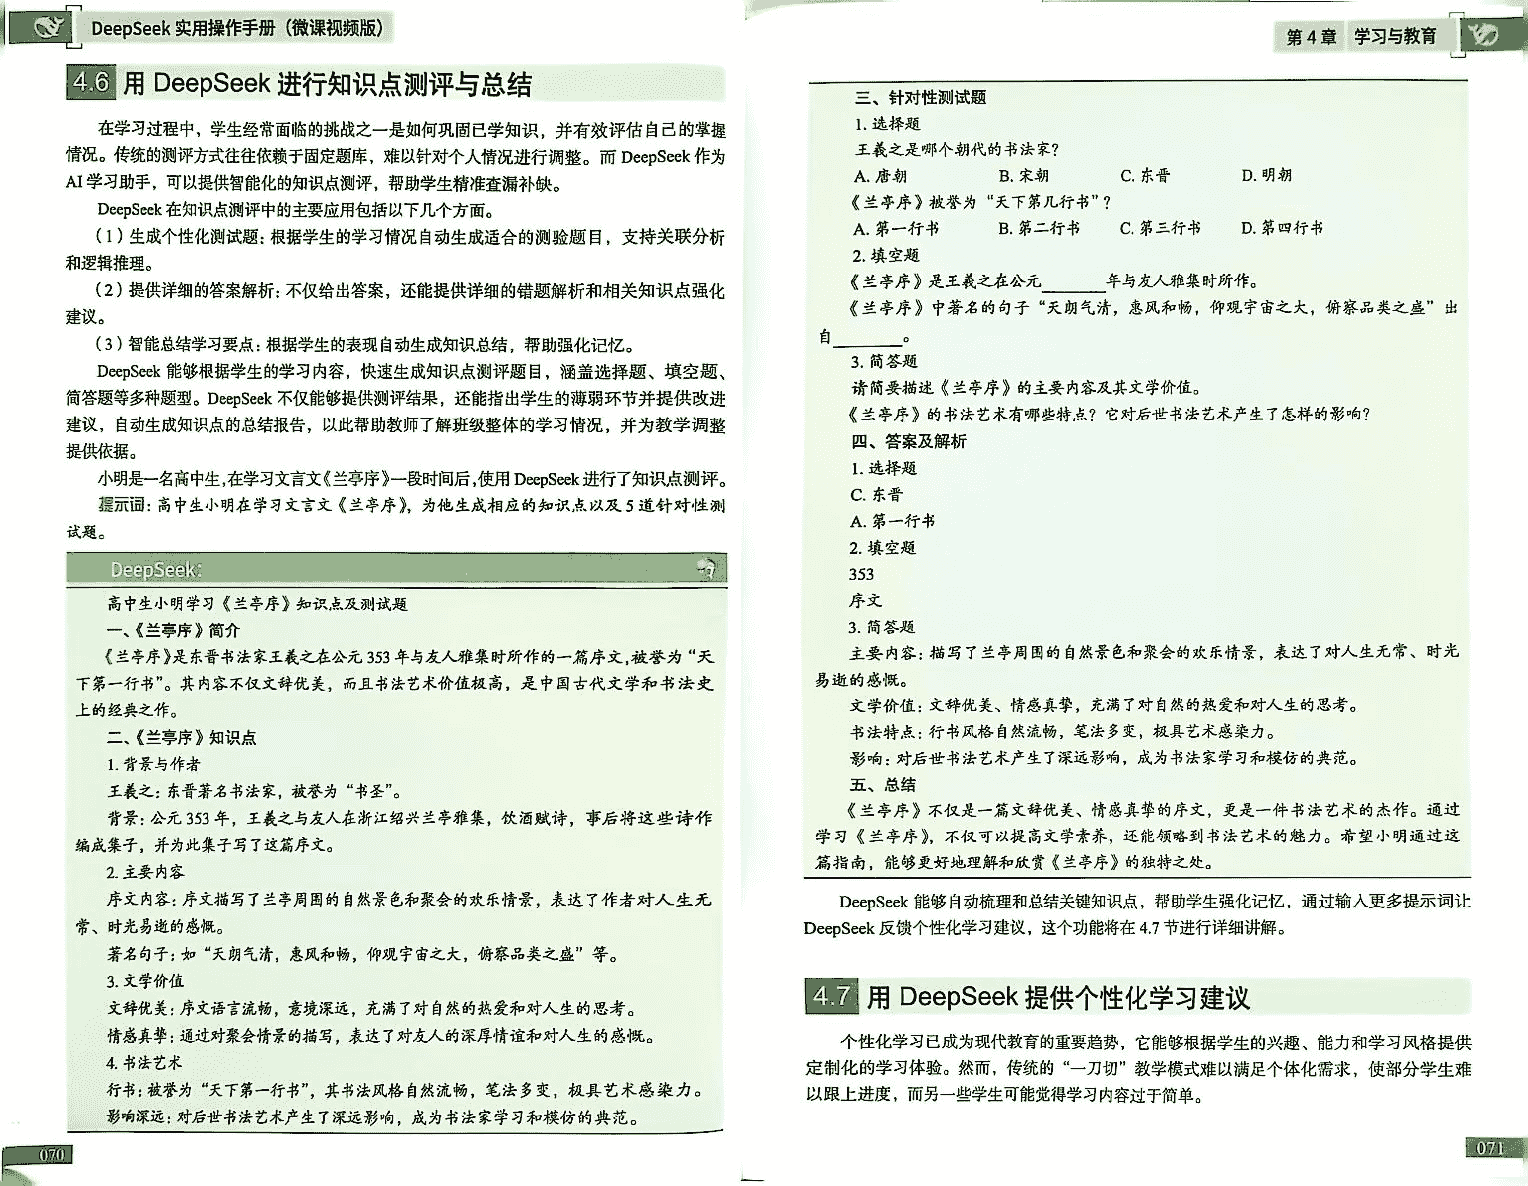 DeepSeek 实用操作手册（微课视频版）
4.6 用 DeepSeek 进行知识点测评与总结
在学习过程中，学生经常面临的挑战之一是如何巩固已学知识，并有效评估自己的掌握
情况。传统的测评方式往往依赖于固定题库，难以针对个人情况进行调整。而 DeepSeek 作为
AI 学习助手，可以提供智能化的知识点测评，帮助学生精准查漏补缺。
DeepSeek 在知识点测评中的主要应用包括以下几个方面。
（1）生成个性化测试题：根据学生的学习情况自动生成适合的测验题目，支持关联分析
和逻辑推理。
（2）提供详细的答案解析：不仅给出答案，还能提供详细的错题解析和相关知识点强化
建议。
（3）智能总结学习要点：根据学生的表现自动生成知识总结，帮助强化记忆。
DeepSeek 能够根据学生的学习内容，快速生成知识点测评题目，涵盖选择题、填空题、
简答题等多种题型。DeepSeek 不仅能够提供测评结果，还能指出学生的薄弱环节并提供改进
建议，自动生成知识点的总结报告，以此帮助教师了解班级整体的学习情况，并为教学调整
提供依据。
小明是一名高中生,在学习文言文《兰亭序》一段时间后,使用 DeepSeek 进行了知识点测评。
提示词：高中生小明在学习文言文《兰亭序》，为他生成相应的知识点以及 5 道针对性测
试题。
DeepSeek:
高中生小明学习《兰亭序》知识点及测试题
一、《兰亭序》简介
《兰亭序》是东晋书法家王羲之在公元 353 年与友人雅集时所作的一篇序文,被誉为“天
下第一行书”。其内容不仅文辞优美，而且书法艺术价值极高，是中国古代文学和书法史
上的经典之作。
二、《兰亭序》知识点
1. 背景与作者
王羲之：东晋著名书法家，被誉为“书圣”。
背景：公元 353 年，王羲之与友人在浙江绍兴兰亭雅集，饮酒赋诗，事后将这些诗作
编成集子，并为此集子写了这篇序文。
2. 主要内容
序文内容：序文描写了兰亭周围的自然景色和聚会的欢乐情景，表达了作者对人生无
常、时光易逝的感慨。
著名句子：如“天朗气清，惠风和畅，仰观宇宙之大，俯察品类之盛”等。
3. 文学价值
文辞优美：序文语言流畅，意境深远，充满了对自然的热爱和对人生的思考。
情感真挚：通过对聚会情景的描写，表达了对友人的深厚情谊和对人生的感慨。
4. 书法艺术
行书：被誉为“天下第一行书”，其书法风格自然流畅，笔法多变，极具艺术感染力。
影响深远：对后世书法艺术产生了深远影响，成为书法家学习和模仿的典范。
070
第 4 章 学习与教育
三、针对性测试题
1. 选择题
王羲之是哪个朝代的书法家？
A. 唐朝 B. 宋朝 C. 东晋 D. 明朝
《兰亭序》被誉为“天下第几行书”？
A. 第一行书 B. 第二行书 C. 第三行书 D. 第四行书
2. 填空题
《兰亭序》是王羲之在公元________年与友人雅集时所作。
《兰亭序》中著名的句子“天朗气清，惠风和畅，仰观宇宙之大，俯察品类之盛”出
自________。
3. 简答题
请简要描述《兰亭序》的主要内容及其文学价值。
《兰亭序》的书法艺术有哪些特点？它对后世书法艺术产生了怎样的影响？
四、答案及解析
1. 选择题
C. 东晋
A. 第一行书
2. 填空题
353
序文
3. 简答题
主要内容：描写了兰亭周围的自然景色和聚会的欢乐情景，表达了对人生无常、时光
易逝的感慨。
文学价值：文辞优美、情感真挚，充满了对自然的热爱和对人生的思考。
书法特点：行书风格自然流畅，笔法多变，极具艺术感染力。
影响：对后世书法艺术产生了深远影响，成为书法家学习和模仿的典范。
五、总结
《兰亭序》不仅是一篇文辞优美、情感真挚的序文，更是一件书法艺术的杰作。通过
学习《兰亭序》，不仅可以提高文学素养，还能领略到书法艺术的魅力。希望小明通过这
篇指南，能够更好地理解和欣赏《兰亭序》的独特之处。
DeepSeek 能够自动梳理和总结关键知识点，帮助学生强化记忆，通过输入更多提示词让
DeepSeek 反馈个性化学习建议，这个功能将在 4.7 节进行详细讲解。
4.7 用 DeepSeek 提供个性化学习建议
个性化学习已成为现代教育的重要趋势，它能够根据学生的兴趣、能力和学习风格提供
定制化的学习体验。然而，传统的“一刀切”教学模式难以满足个体化需求，使部分学生难
以跟上进度，而另一些学生可能觉得学习内容过于简单。
071